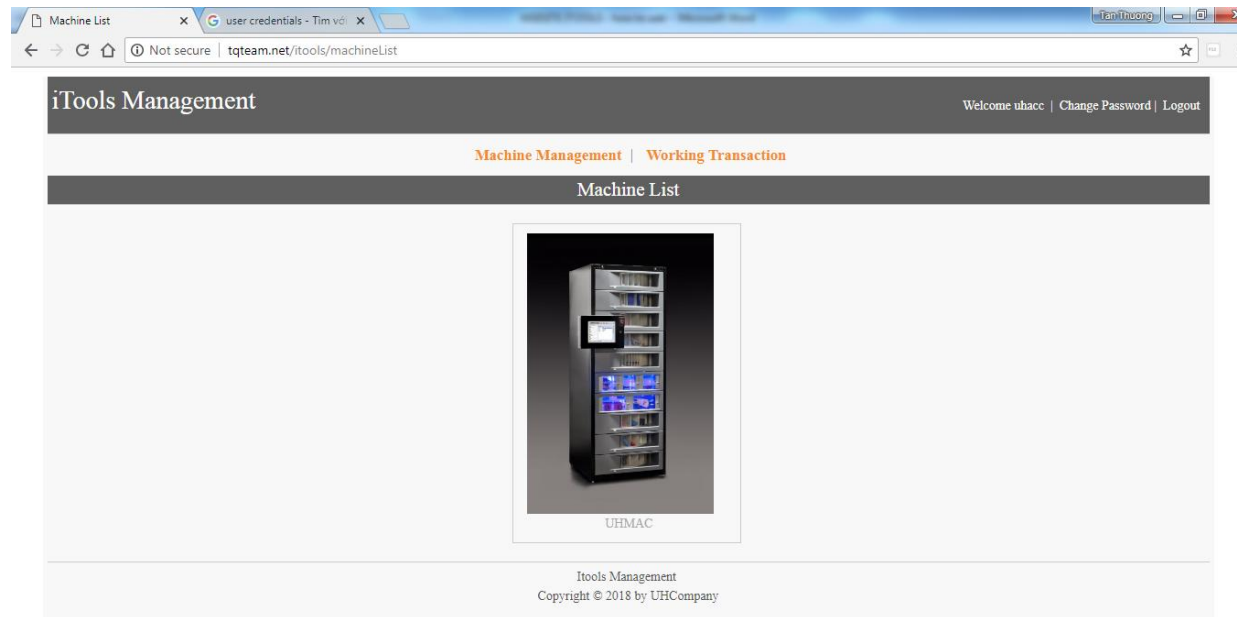 Machine List
user credentials - Tìm vớ
Tan Thuong
Not secure | tqteam.net/itools/machineList
iTools Management
Welcome uhacc | Change Password | Logout
Machine Management | Working Transaction
Machine List
UHMAC
Itools Management
Copyright © 2018 by UHCompany